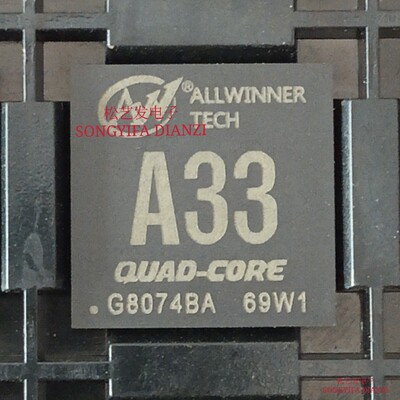 ®ALLWINNER
TECH
松艺发电子
SONGYIFA DIANZI
A33
QUAD-CORE
G8074BA 69W1